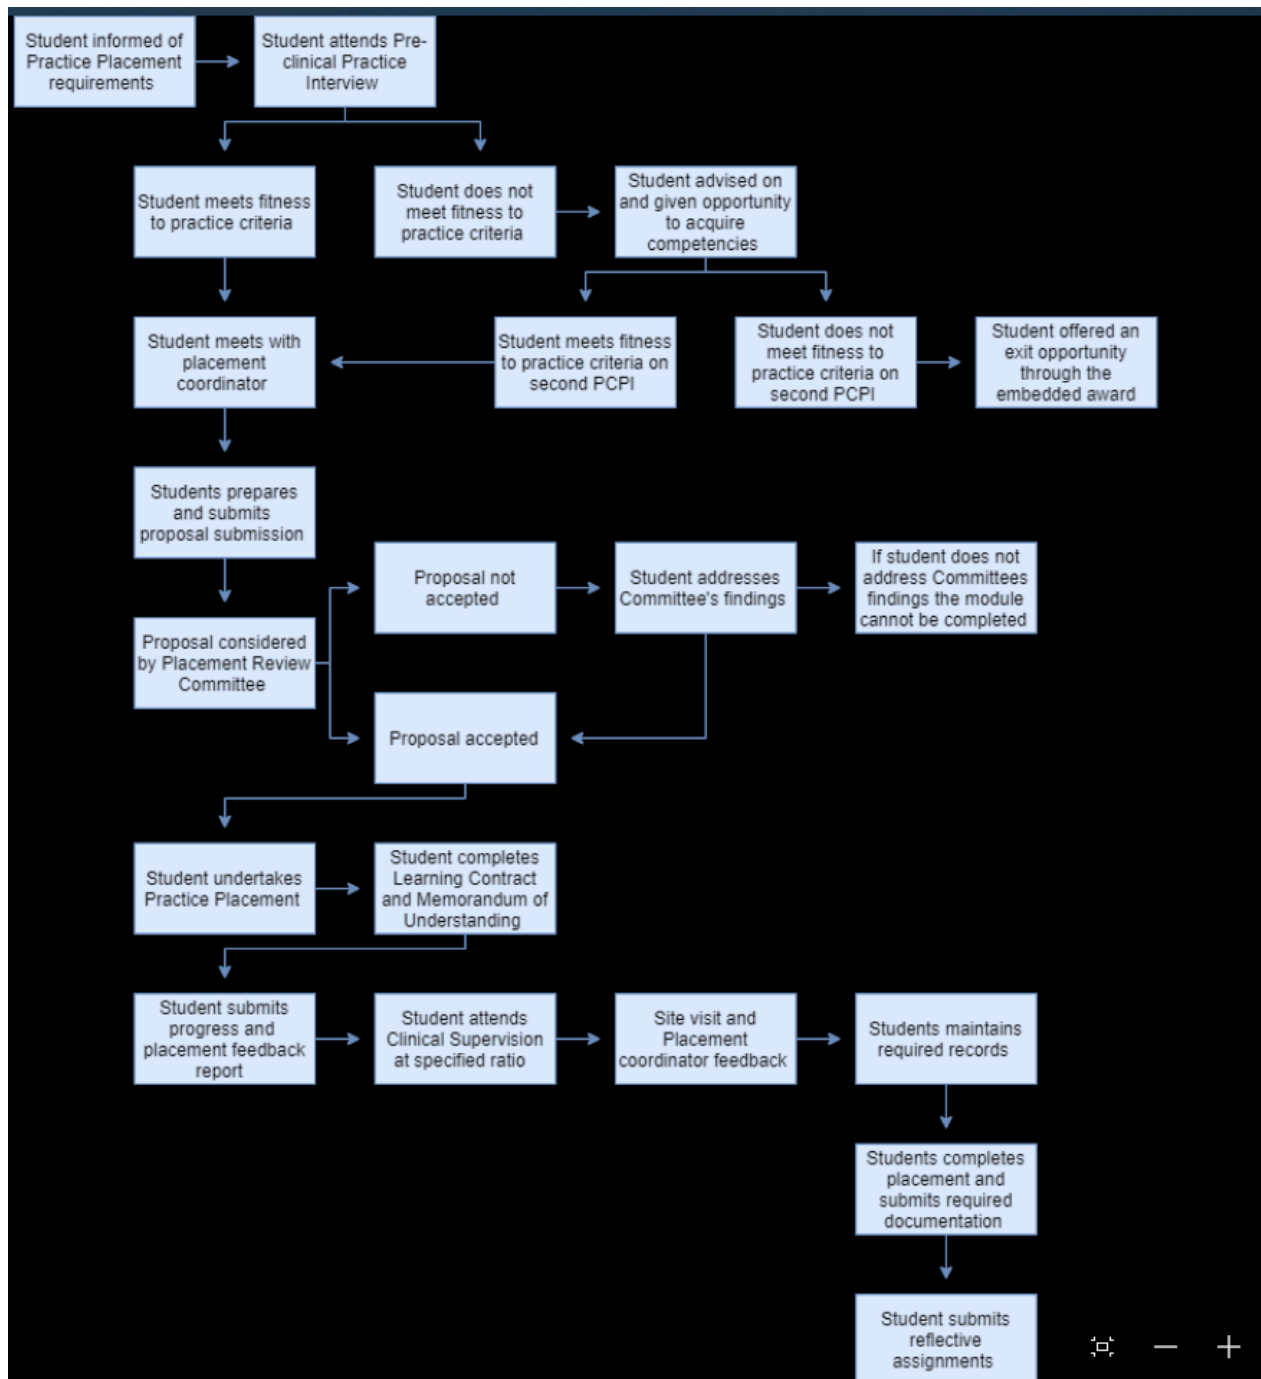 Student informed of
Practice Placement
requirements
Student attends Pre-
clinical Practice
Interview
Student meets fitness
to practice criteria
Student does not
meet fitness to
practice criteria
Student advised on
and given opportunity
to acquire
competencies
Student meets with
placement
coordinator
Student meets fitness
to practice criteria on
second PCPI
Student does not
meet fitness to
practice criteria on
second PCPI
Student offered an
exit opportunity
through the
embedded award
Students prepares
and submits
proposal submission
Proposal not
accepted
Student addresses
Committee's findings
If student does not
address Committees
findings the module
cannot be completed
Proposal considered
by Placement Review
Committee
Proposal accepted
Student undertakes
Practice Placement
Student completes
Learning Contract
and Memorandum of
Understanding
Student submits
progress and
placement feedback
report
Student attends
Clinical Supervision
at specified ratio
Site visit and
Placement
coordinator feedback
Students maintains
required records
Students completes
placement and
submits required
documentation
Student submits
reflective
assignments